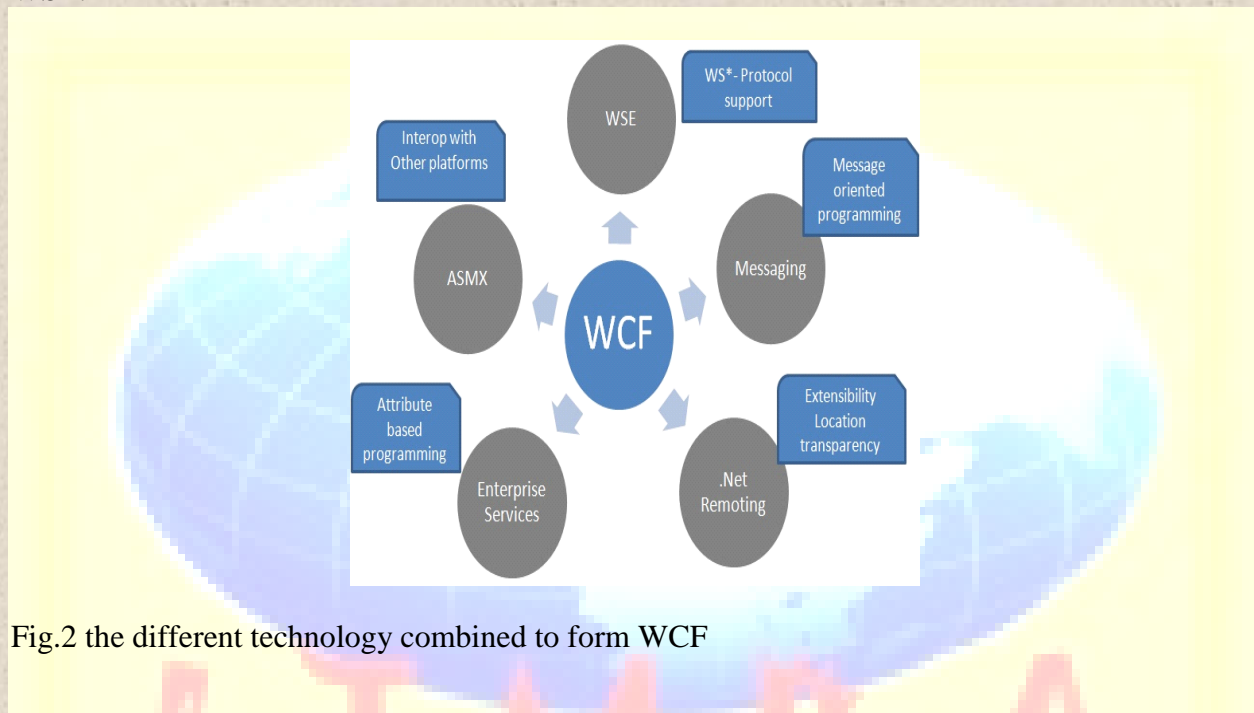 WSE
WS*- Protocol
support
Interop with
Other platforms
Message
oriented
programming
ASMX
Messaging
WCF
Attribute
based
programming
Extensibility
Location
transparency
Enterprise
Services
.Net
Remoting
Fig.2 the different technology combined to form WCF